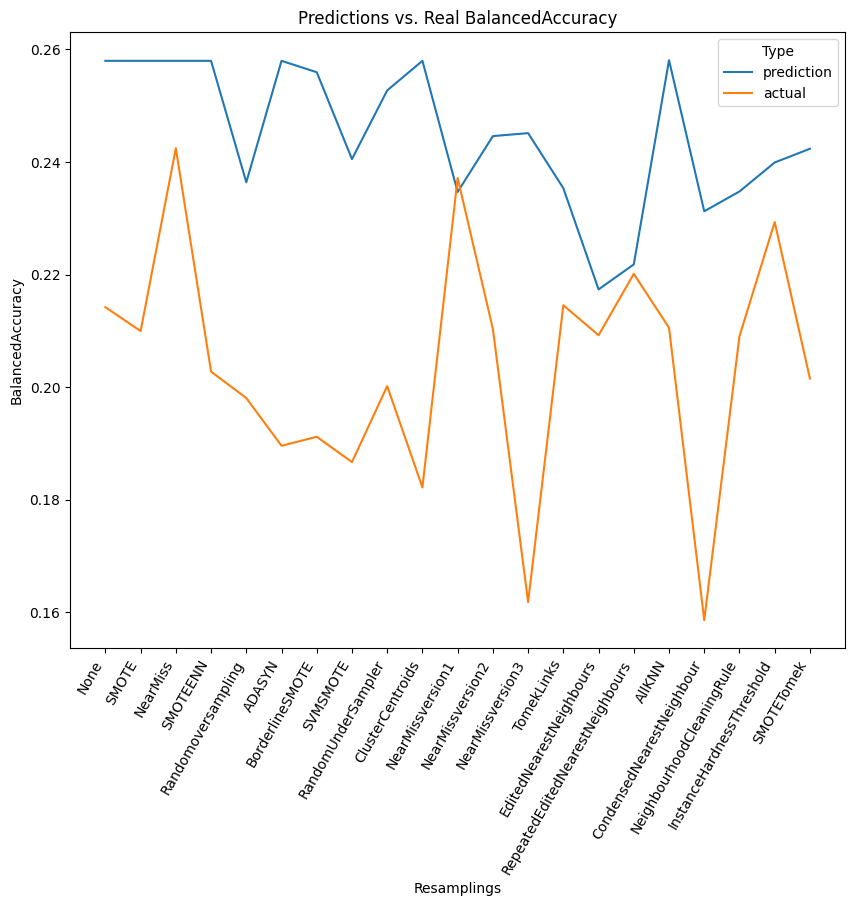 Predictions vs. Real BalancedAccuracy
Type
prediction
actual
BalancedAccuracy
0.26
0.24
0.22
0.20
0.18
0.16
None
SMOTE
NearMiss
SMOTEENN
Randomoversampling
ADASYN
BorderlineSMOTE
SVMSMOTE
RandomUnderSampler
ClusterCentroids
NearMissversion1
NearMissversion2
NearMissversion3
TomekLinks
EditedNearestNeighbours
RepeatedEditedNearestNeighbours
AllKNN
CondensedNearestNeighbour
NeighbourhoodCleaningRule
InstanceHardnessThreshold
SMOTETomek
Resamplings